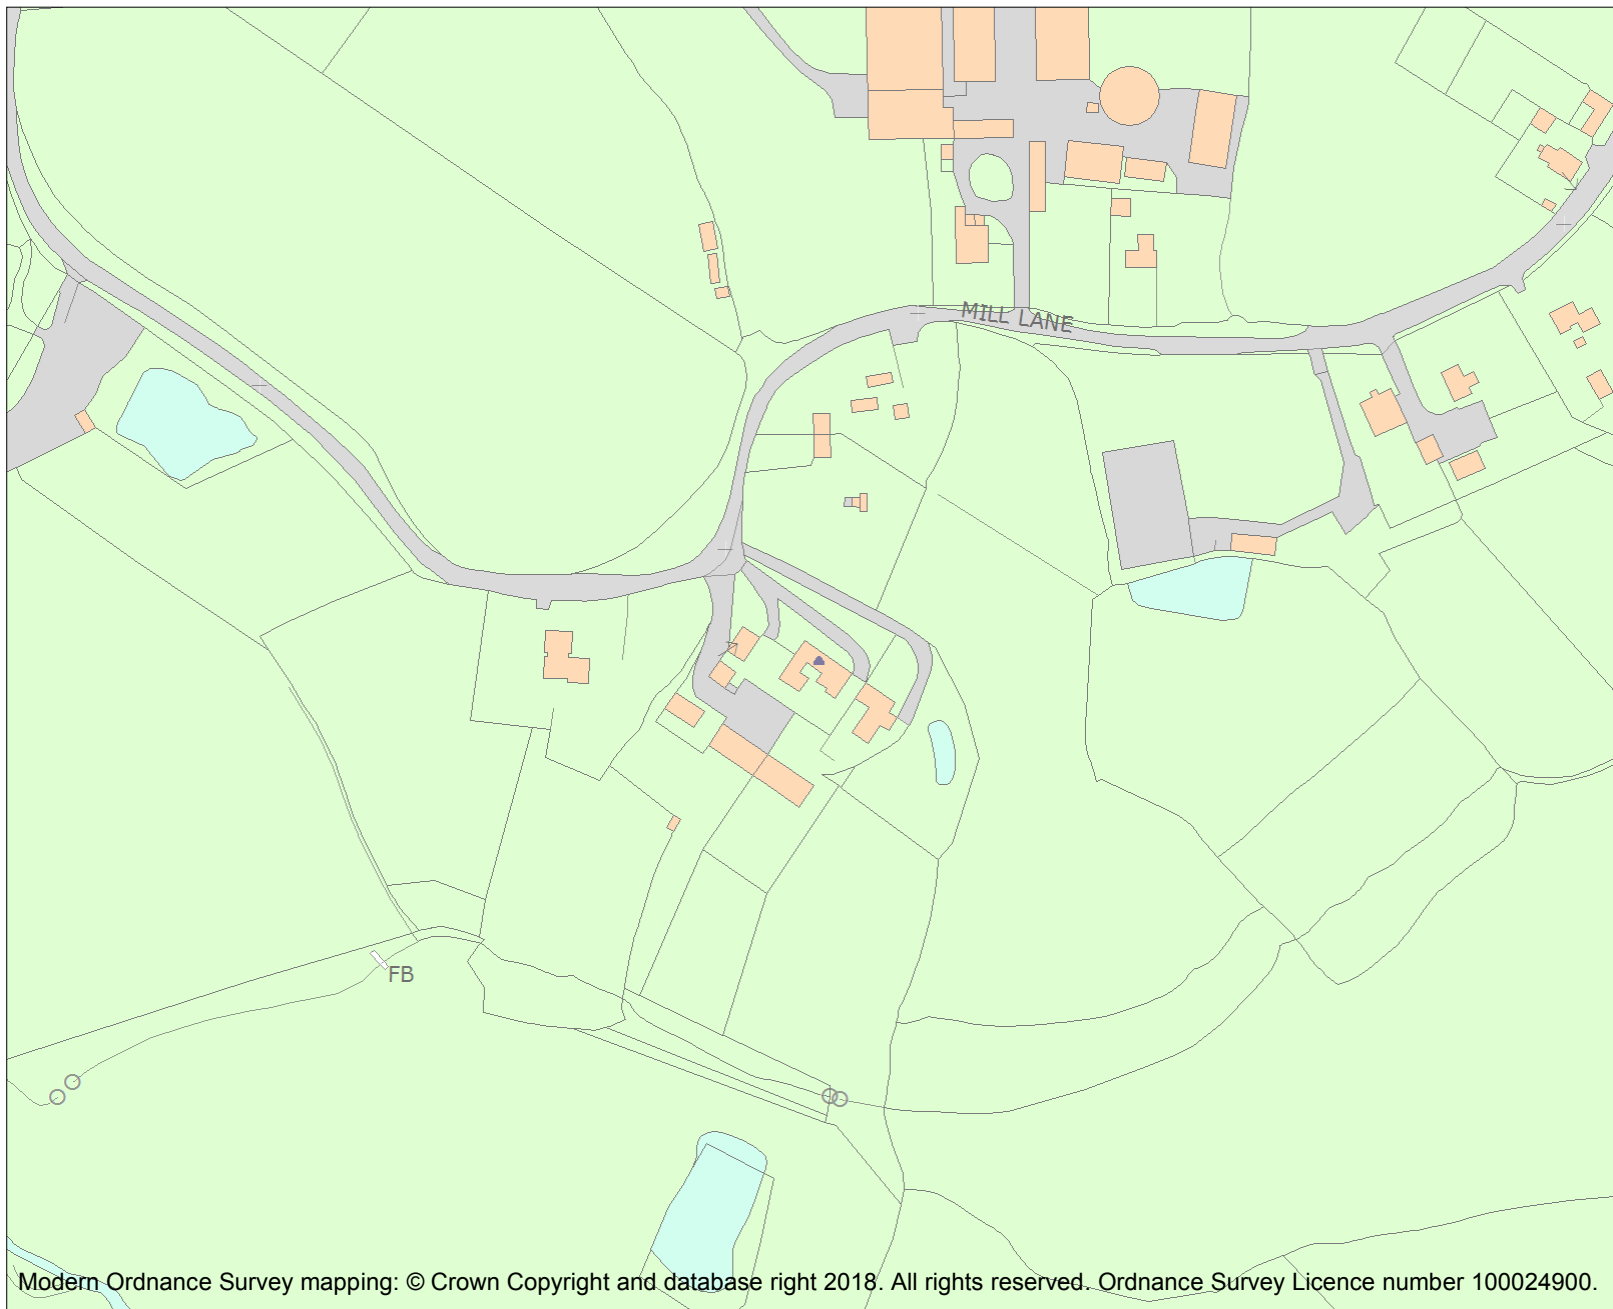 MILL LANE
FB
Modern Ordnance Survey mapping: © Crown Copyright and database right 2018. All rights reserved. Ordnance Survey Licence number 100024900.